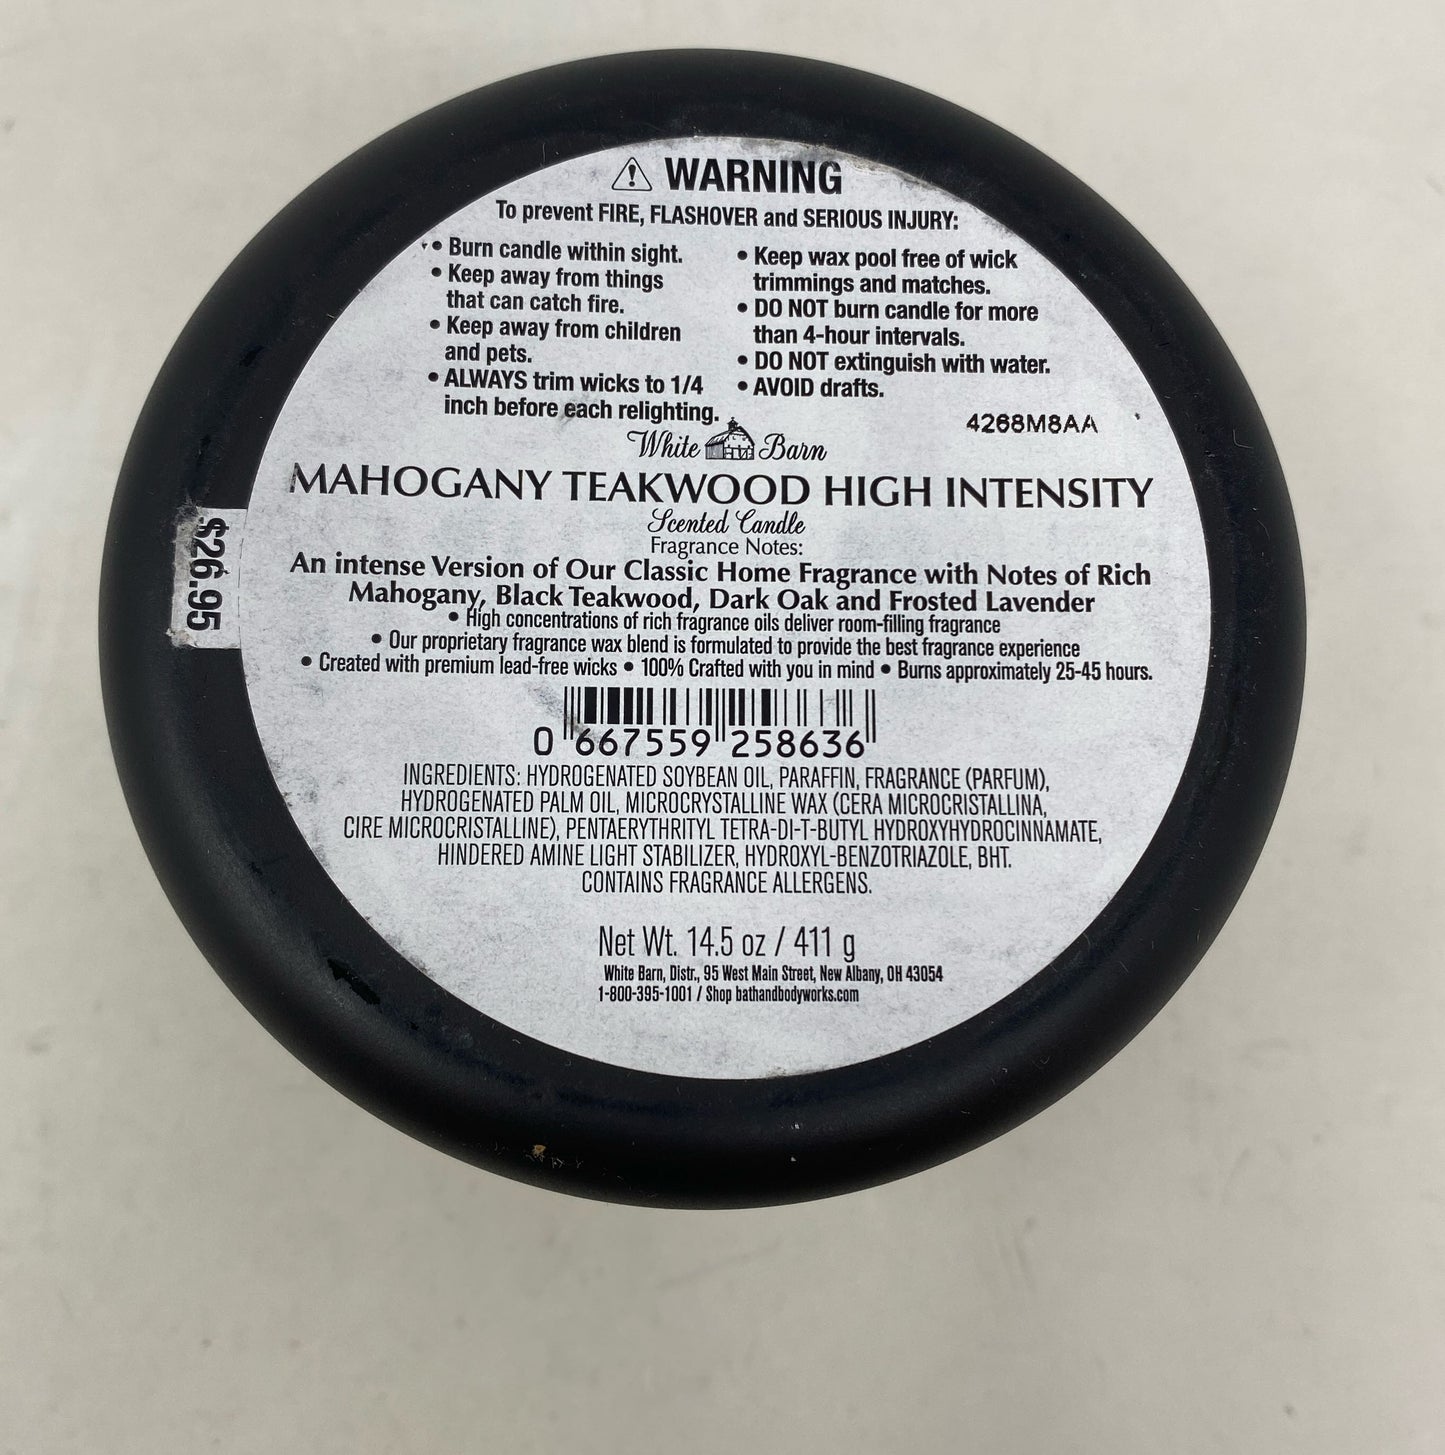 WARNING
To prevent FIRE, FLASHOVER and SERIOUS INJURY:
• Burn candle within sight.
• Keep away from things
that can catch fire.
• Keep away from children
and pets.
• ALWAYS trim wicks to 1/4
inch before each relighting.
• Keep wax pool free of wick
trimmings and matches.
• DO NOT burn candle for more
than 4-hour intervals.
• DO NOT extinguish with water.
• AVOID drafts.
4268M8AA
White Barn
MAHOGANY TEAKWOOD HIGH INTENSITY
Scented Candle
Fragrance Notes:
An intense Version of Our Classic Home Fragrance with Notes of Rich
Mahogany, Black Teakwood, Dark Oak and Frosted Lavender
• High concentrations of rich fragrance oils deliver room-filling fragrance
• Our proprietary fragrance wax blend is formulated to provide the best fragrance experience
• Created with premium lead-free wicks • 100% Crafted with you in mind • Burns approximately 25-45 hours.
$26.95
0 667559 258636
INGREDIENTS: HYDROGENATED SOYBEAN OIL, PARAFFIN, FRAGRANCE (PARFUM),
HYDROGENATED PALM OIL, MICROCRYSTALLINE WAX (CERA MICROCRISTALLINA,
CIRE MICROCRISTALLINE), PENTAERYTHRITYL TETRA-DI-T-BUTYL HYDROXYHYDROCINNAMATE,
HINDERED AMINE LIGHT STABILIZER, HYDROXYL-BENZOTRIAZOLE, BHT.
CONTAINS FRAGRANCE ALLERGENS.
Net Wt. 14.5 oz / 411 g
White Barn, Distr., 95 West Main Street, New Albany, OH 43054
1-800-395-1001 / Shop bathandbodyworks.com